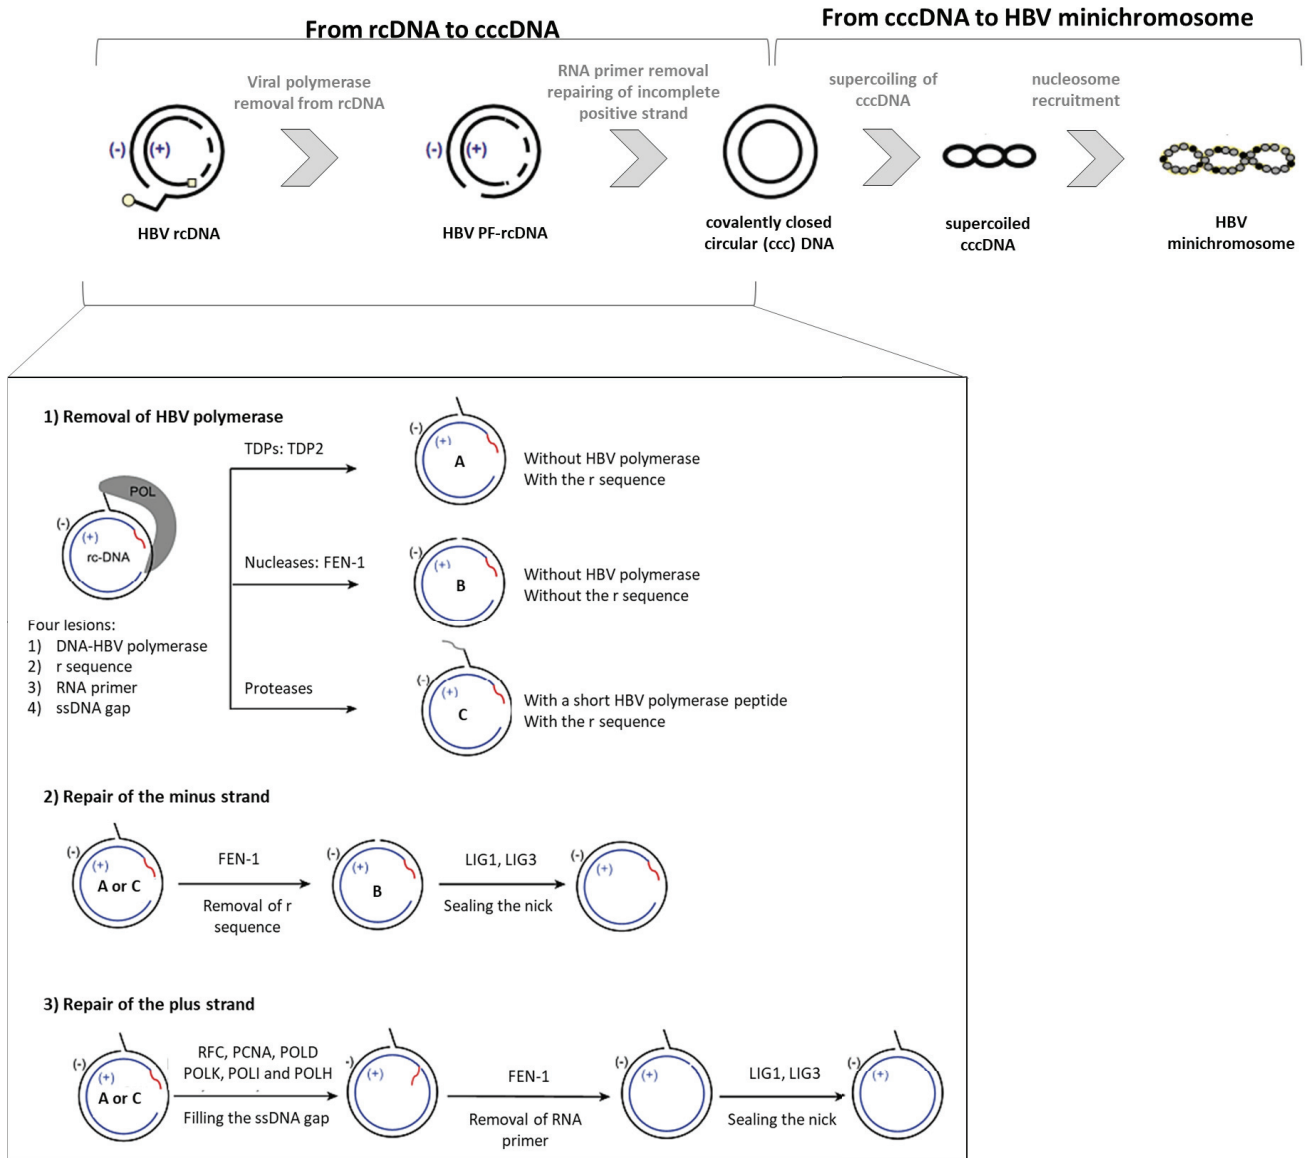 From rcDNA to cccDNA
From cccDNA to HBV minichromosome
Viral polymerase
removal from rcDNA
RNA primer removal
repairing of incomplete
positive strand
supercoiling of
cccDNA
nucleosome
recruitment
(-)
(+)
(-)
(+)
HBV rcDNA
HBV PF-rcDNA
covalently closed
circular (ccc) DNA
supercoiled
cccDNA
HBV
minichromosome
1) Removal of HBV polymerase
POL
(-)
(+)
rc-DNA
Four lesions:
1) DNA-HBV polymerase
2) r sequence
3) RNA primer
4) ssDNA gap
TDPs: TDP2
(-)
(+)
A
Without HBV polymerase
With the r sequence
Nucleases: FEN-1
(-)
(+)
B
Without HBV polymerase
Without the r sequence
Proteases
(-)
(+)
C
With a short HBV polymerase peptide
With the r sequence
2) Repair of the minus strand
(-)
(+)
A or C
FEN-1
Removal of r
sequence
(-)
(+)
B
LIG1, LIG3
Sealing the nick
(-)
(+)
3) Repair of the plus strand
(-)
(+)
A or C
RFC, PCNA, POLD
POLK, POLI and POLH
Filling the ssDNA gap
-)
(+)
FEN-1
Removal of RNA
primer
(-)
(+)
LIG1, LIG3
Sealing the nick
(-)
(+)